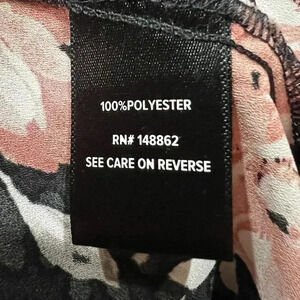 100%POLYESTER
RN# 148862
SEE CARE ON REVERSE